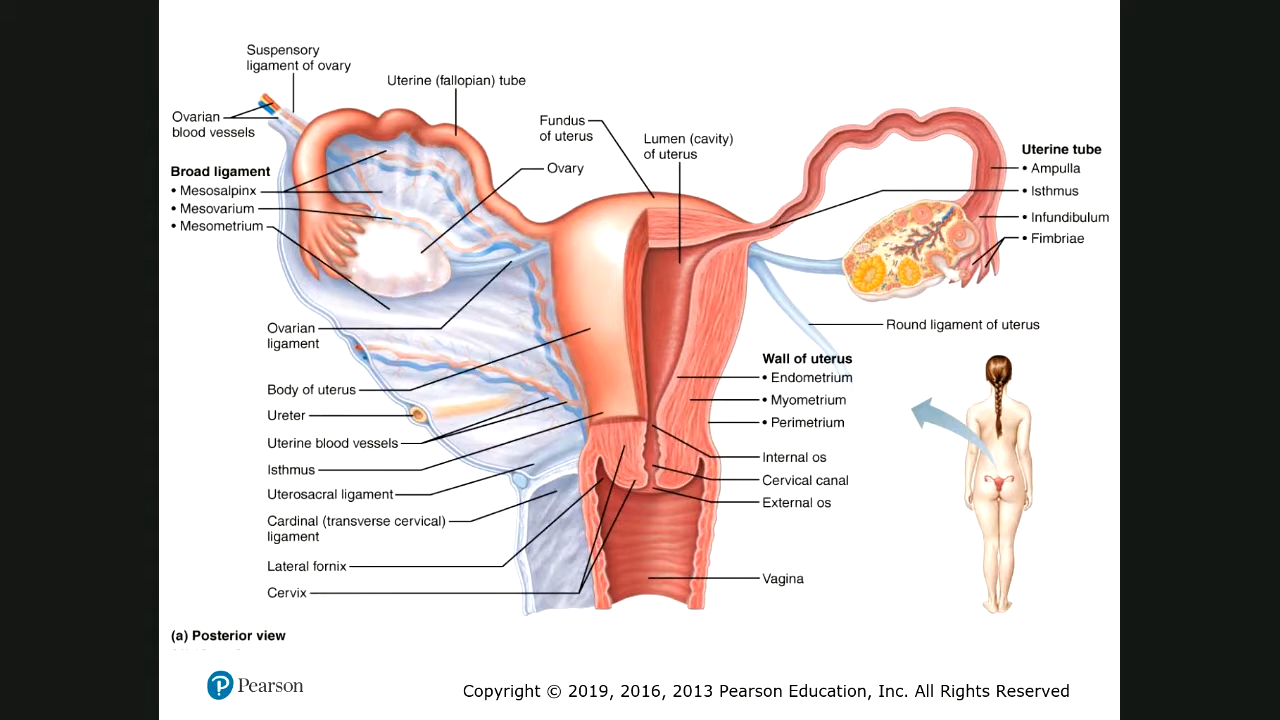 Suspensory
ligament of ovary
Uterine (fallopian) tube
Ovarian
blood vessels
Fundus
of uterus
Lumen (cavity)
of uterus
Uterine tube
• Ampulla
• Isthmus
• Infundibulum
• Fimbriae
Broad ligament
• Mesosalpinx
• Mesovarium
• Mesometrium
Ovary
Ovarian
ligament
Round ligament of uterus
Body of uterus
Ureter
Uterine blood vessels
Isthmus
Uterosacral ligament
Cardinal (transverse cervical)
ligament
Lateral fornix
Cervix
Wall of uterus
• Endometrium
• Myometrium
• Perimetrium
Internal os
Cervical canal
External os
Vagina
(a) Posterior view
Pearson
Copyright © 2019, 2016, 2013 Pearson Education, Inc. All Rights Reserved